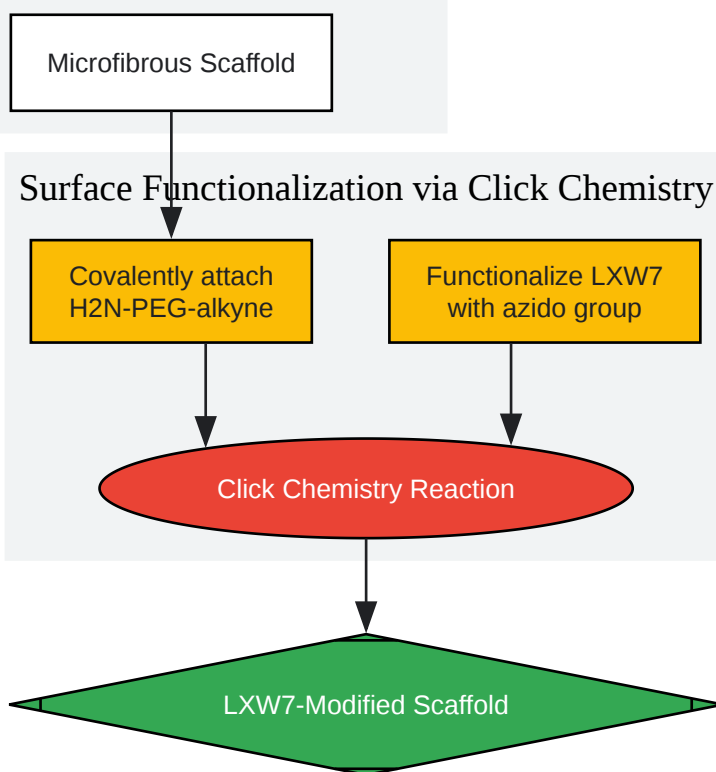 Microfibrous Scaffold
Surface Functionalization via Click Chemistry
Covalently attach
H2N-PEG-alkyne
Functionalize LXW7
with azido group
Click Chemistry Reaction
LXW7-Modified Scaffold